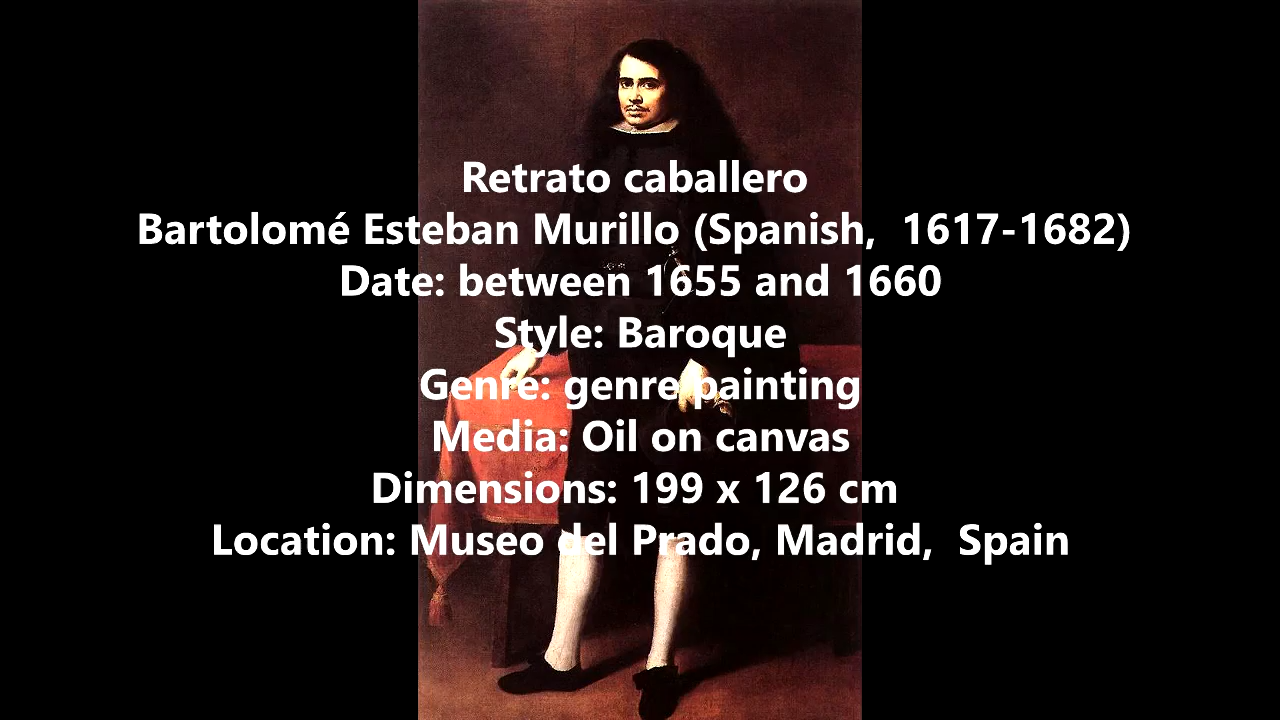 Retrato caballero
Bartolomé Esteban Murillo (Spanish,  1617-1682)
Date: between 1655 and 1660
Style: Baroque
Genre: genre painting
Media: Oil on canvas
Dimensions: 199 x 126 cm
Location: Museo del Prado, Madrid,  Spain